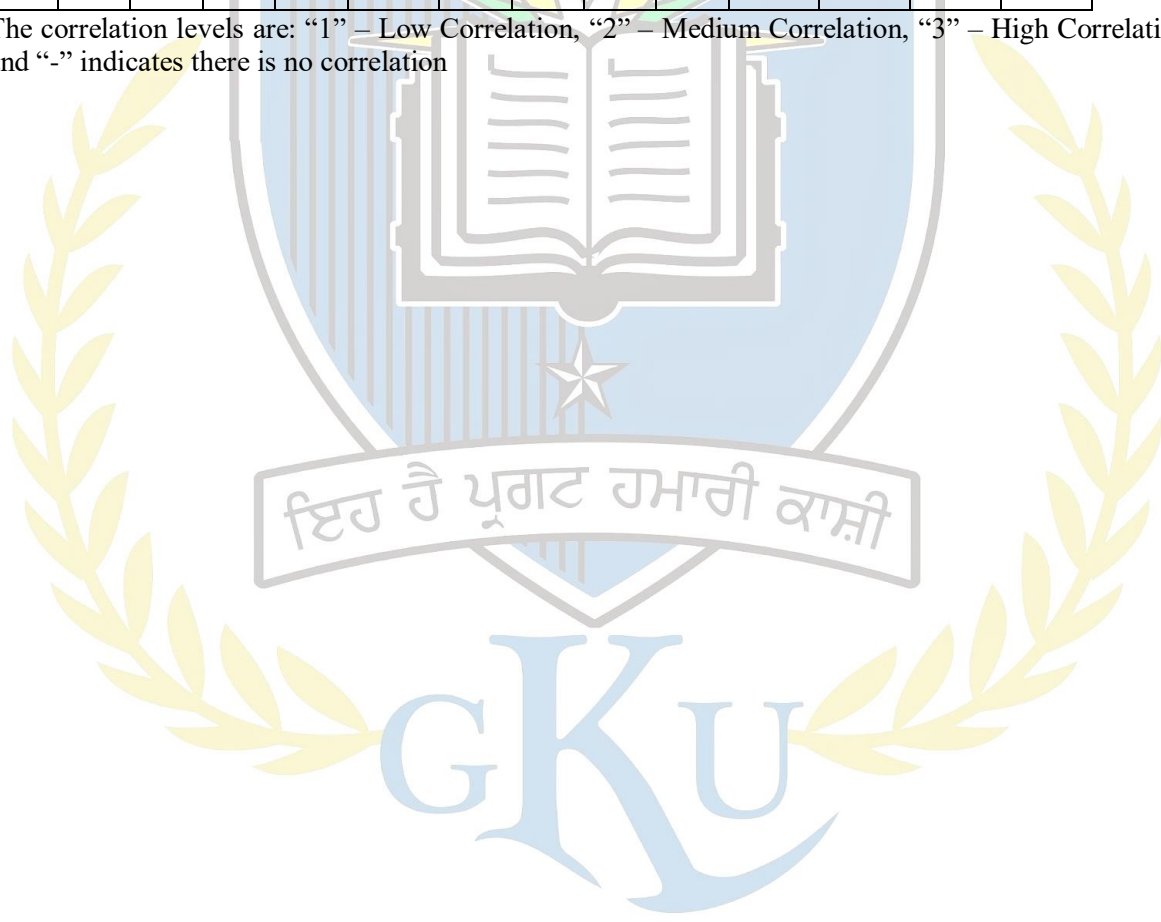 The correlation levels are: “1” – Low Correlation, “2” – Medium Correlation, “3” – High
and “-” indicates there is no correlation
ਇਹ ਹੈ ਪ੍ਰਗਟ ਹਮਾਰੀ ਕਾਸ਼ੀ
GKU